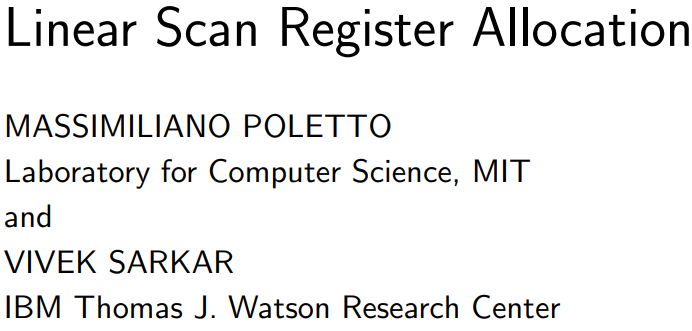 Linear Scan Register Allocation
MASSIMILIANO POLETTO
Laboratory for Computer Science, MIT
and
VIVEK SARKAR
IBM Thomas J. Watson Research Center